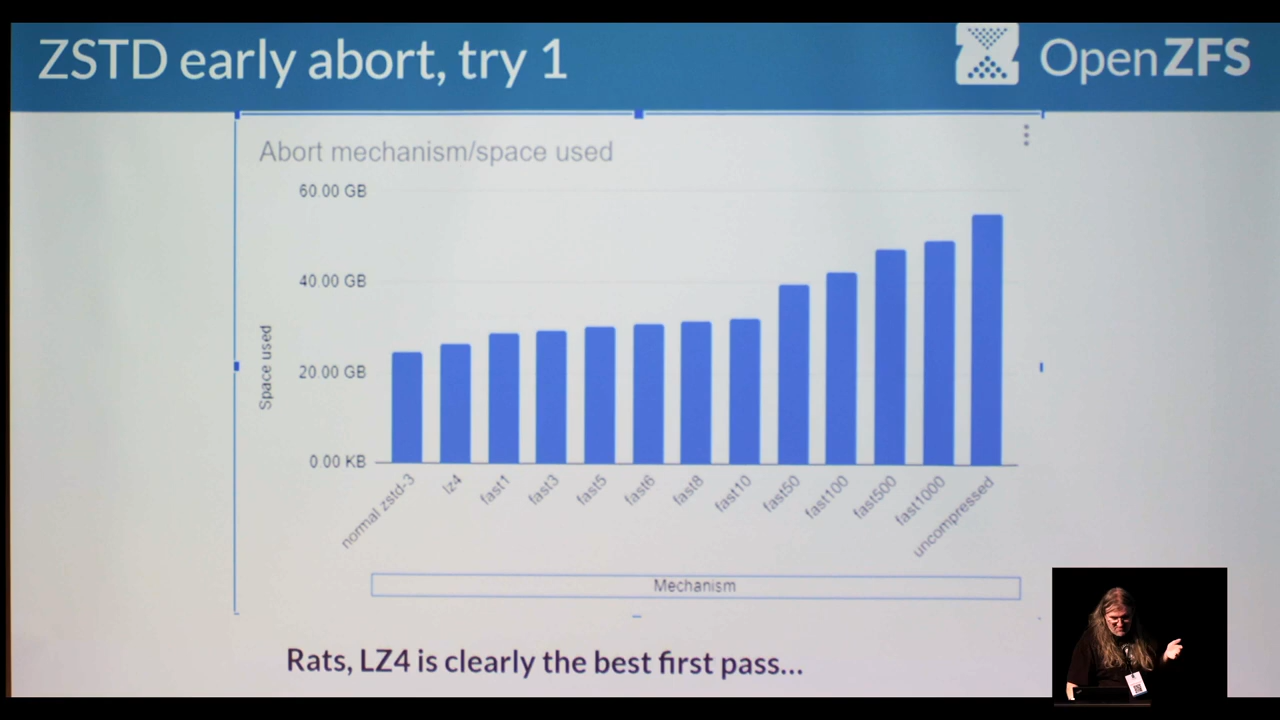 ZSTD early abort, try 1
OpenZFS
Abort mechanism/space used
60.00 GB
40.00 GB
20.00 GB
0.00 KB
Space used
normal zstd-3
lz4
fast1
fast3
fast5
fast6
fast8
fast10
fast50
fast100
fast500
fast1000
uncompressed
Mechanism
Rats, LZ4 is clearly the best first pass...